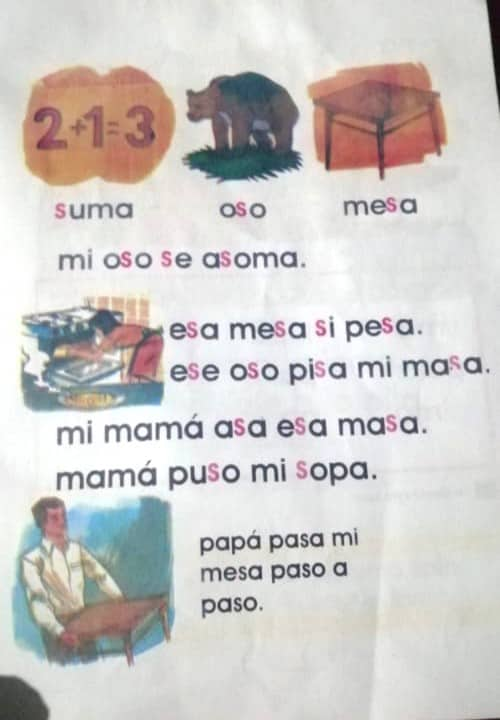 2+1=3
suma oso mesa
mi oso se asoma.
esa mesa si pesa.
ese oso pisa mi masa.
mi mamá asa esa masa.
mamá puso mi sopa.
papá pasa mi
mesa paso a
paso.